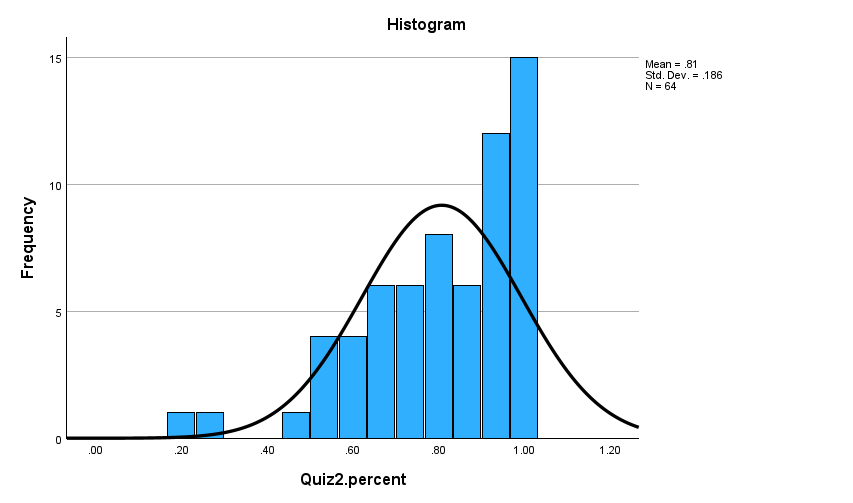 Histogram
Mean = .81
Std. Dev. = .186
N = 64
Frequency
15
10
5
0
.00 .20 .40 .60 .80 1.00 1.20
Quiz2.percent